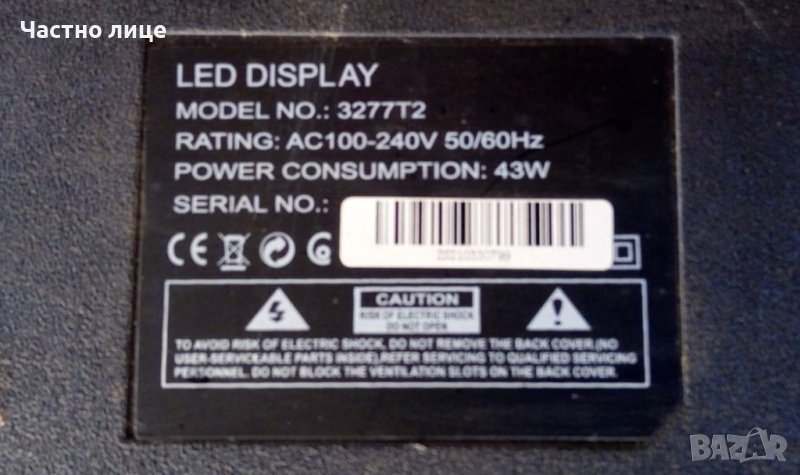 Частно лице
LED DISPLAY
MODEL NO.: 3277T2
RATING: AC100-240V 50/60Hz
POWER CONSUMPTION: 43W
SERIAL NO.:
CE
CAUTION
RISK OF ELECTRIC SHOCK
DO NOT OPEN
TO AVOID RISK OF ELECTRIC SHOCK, DO NOT REMOVE THE BACK COVER.(NO
USER-SERVICLABLE PARTS INSIDE),REFER SERVICING TO QUALIFIED SERVICING
PERSONNEL. DO NOT BLOCK THE VENTILATION SLOTS ON THE BACK COVER.
BAZAR